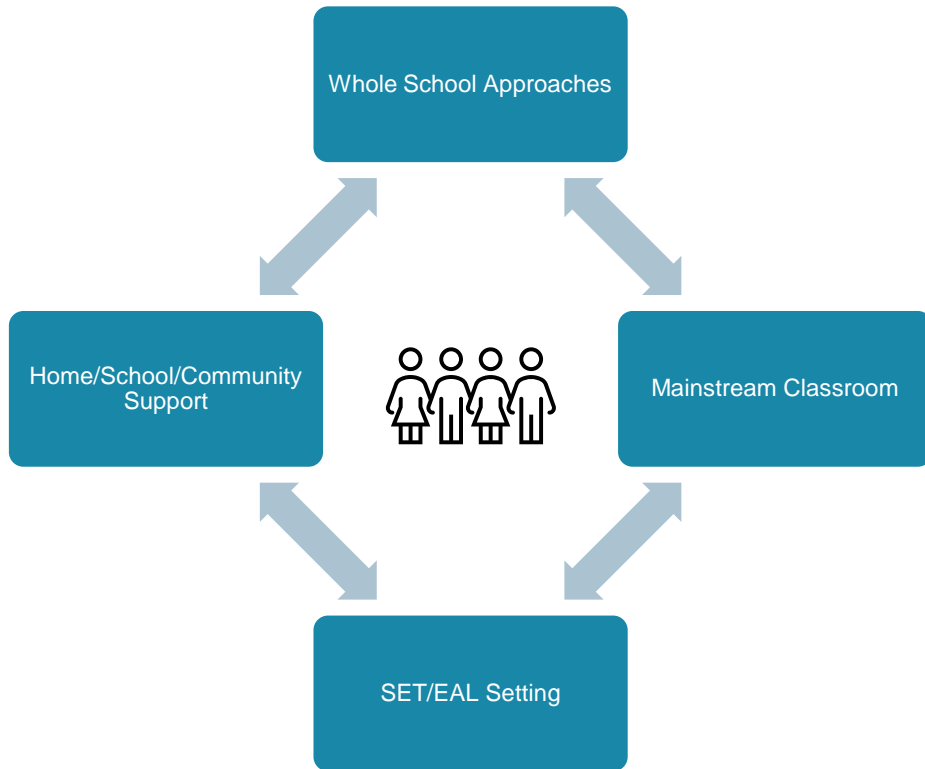 Whole School Approaches
Home/School/Community
Support
Mainstream Classroom
SET/EAL Setting